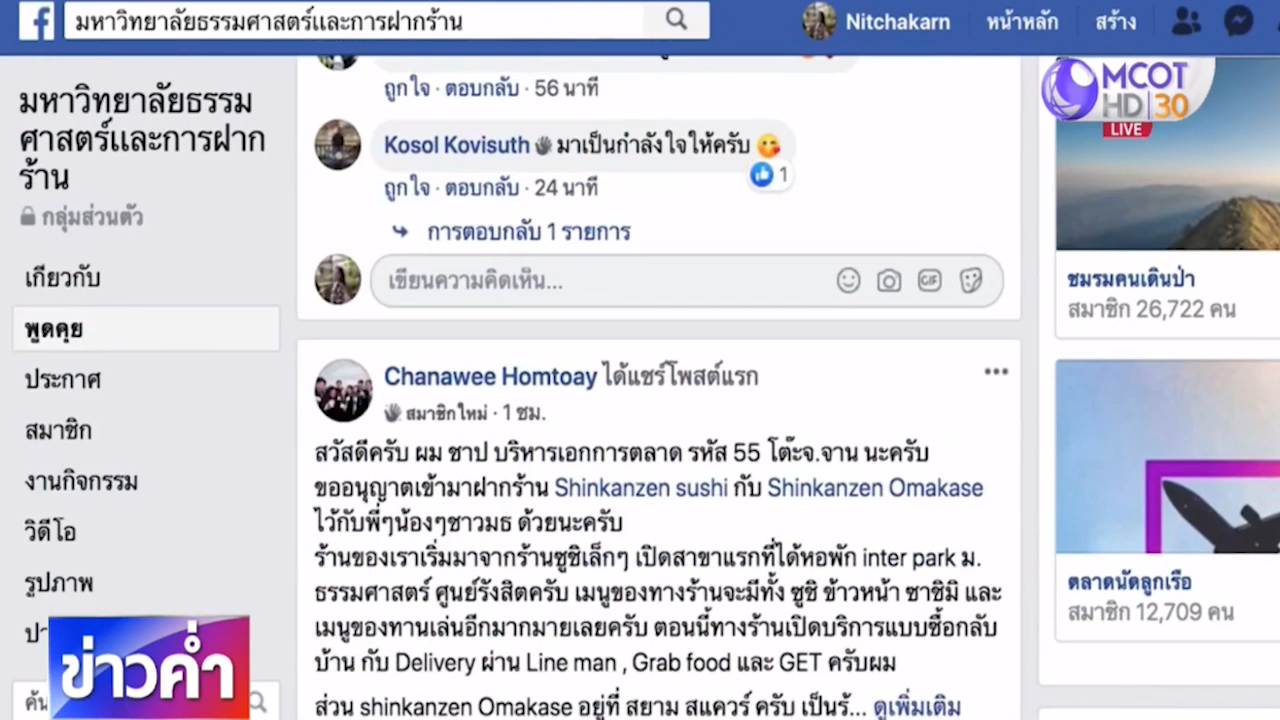 มหาวิทยาลัยธรรมศาสตร์และการฝากร้าน
Nitchakarn
หน้าหลัก
สร้าง
MCOT
HD 30
LIVE
มหาวิทยาลัยธรรม
ศาสตร์และการฝาก
ร้าน
กลุ่มส่วนตัว
เกี่ยวกับ
พูดคุย
ประกาศ
สมาชิก
งานกิจกรรม
วิดีโอ
รูปภาพ
ข่าวค่ำ
ถูกใจ · ตอบกลับ · 56 นาที
Kosol Kovisuth 👋 มาเป็นกำลังใจให้ครับ 😋
1
ถูกใจ · ตอบกลับ · 24 นาที
การตอบกลับ 1 รายการ
เขียนความคิดเห็น...
GIF
Chanawee Homtoay ได้แชร์โพสต์แรก
👋 สมาชิกใหม่ · 1 ชม.
สวัสดีครับ ผม ชาป บริหารเอกการตลาด รหัส 55 โต๊ะจ.จาน นะครับ
ขออนุญาตเข้ามาฝากร้าน Shinkanzen sushi กับ Shinkanzen Omakase
ไว้กับพี่ๆน้องๆชาวมธ ด้วยนะครับ
ร้านของเราเริ่มมาจากร้านซูชิเล็กๆ เปิดสาขาแรกที่ใต้หอพัก inter park ม.
ธรรมศาสตร์ ศูนย์รังสิตครับ เมนูของทางร้านจะมีทั้ง ซูชิ ข้าวหน้า ซาชิมิ และ
เมนูของทานเล่นอีกมากมายเลยครับ ตอนนี้ทางร้านเปิดบริการแบบซื้อกลับ
บ้าน กับ Delivery ผ่าน Line man , Grab food และ GET ครับผม
ส่วน shinkanzen Omakase อยู่ที่ สยาม สแควร์ ครับ เป็นร้... ดูเพิ่มเติม
ชมรมคนเดินป่า
สมาชิก 26,722 คน
ตลาดนัดลูกเรือ
สมาชิก 12,709 คน